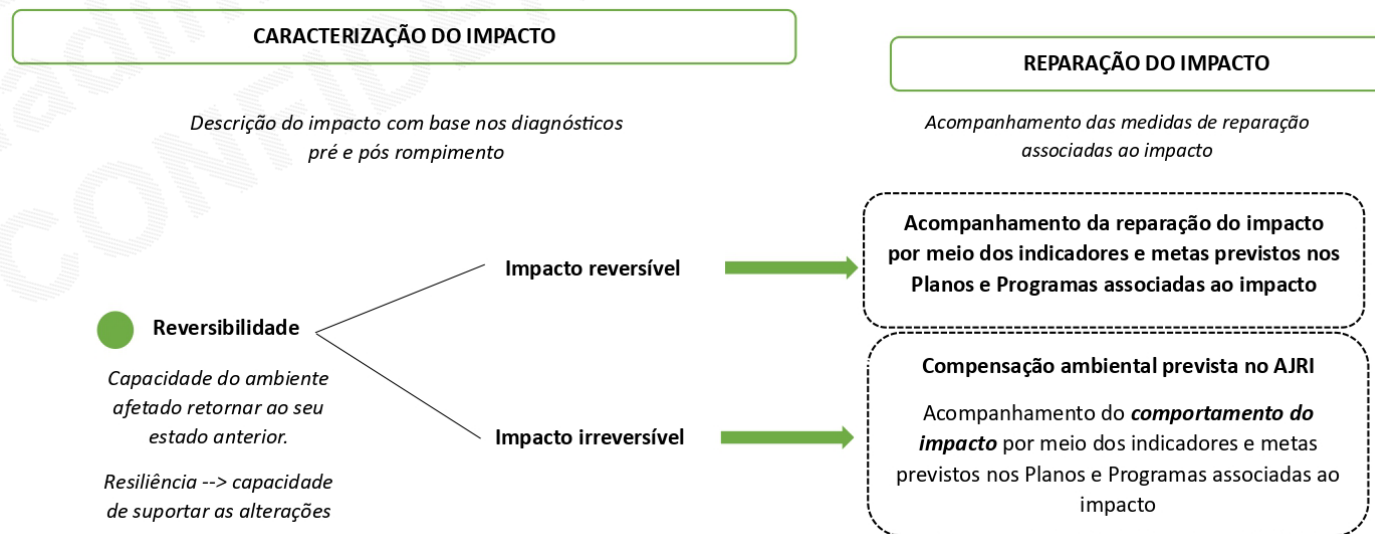 CARACTERIZAÇÃO DO IMPACTO
REPARAÇÃO DO IMPACTO
Descrição do impacto com base nos diagnósticos
pré e pós rompimento
Acompanhamento das medidas de reparação
associadas ao impacto
Impacto reversível
Acompanhamento da reparação do impacto
por meio dos indicadores e metas previstos nos
Planos e Programas associadas ao impacto
Reversibilidade
Capacidade do ambiente
afetado retornar ao seu
estado anterior.
Resiliência --> capacidade
de suportar as alterações
Impacto irreversível
Compensação ambiental prevista no AJRI
Acompanhamento do comportamento do
impacto por meio dos indicadores e metas
previstos nos Planos e Programas associadas ao
impacto